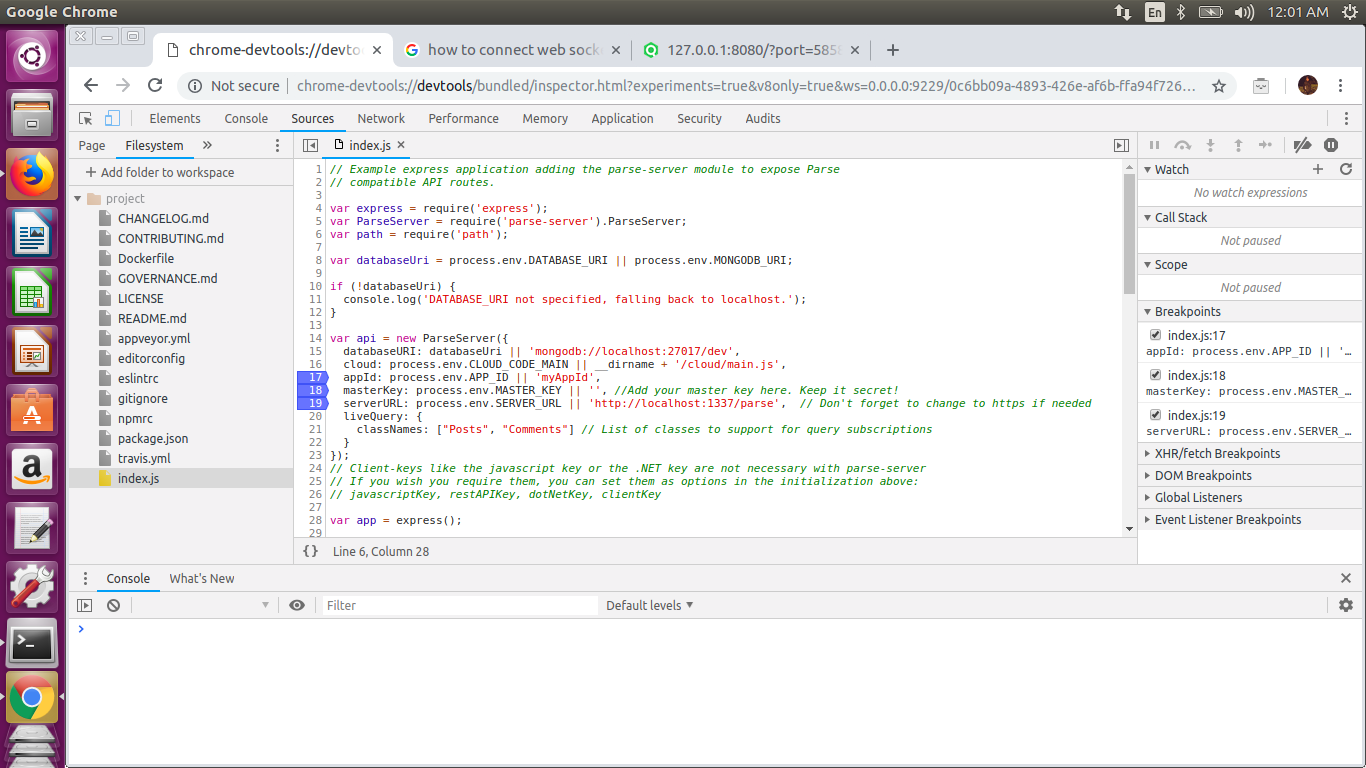 Google Chrome
En
12:01 AM
chrome-devtools://devto
how to connect web sock
127.0.0.1:8080/?port=585
Not secure
chrome-devtools://devtools/bundled/inspector.html?experiments=true&v8only=true&ws=0.0.0.0:9229/0c6bb09a-4893-426e-af6b-ffa94f726…
Elements Console Sources Network Performance Memory Application Security Audits
Page Filesystem »
index.js
+ Add folder to workspace
project
CHANGELOG.md
CONTRIBUTING.md
Dockerfile
GOVERNANCE.md
LICENSE
README.md
appveyor.yml
editorconfig
eslintrc
gitignore
npmrc
package.json
travis.yml
index.js
1 // Example express application adding the parse-server module to expose Parse
2 // compatible API routes.
3
4 var express = require('express');
5 var ParseServer = require('parse-server').ParseServer;
6 var path = require('path');
7
8 var databaseUri = process.env.DATABASE_URI || process.env.MONGODB_URI;
9
10 if (!databaseUri) {
11 console.log('DATABASE_URI not specified, falling back to localhost.');
12 }
13
14 var api = new ParseServer({
15 databaseURI: databaseUri || 'mongodb://localhost:27017/dev',
16 cloud: process.env.CLOUD_CODE_MAIN || __dirname + '/cloud/main.js',
17 appId: process.env.APP_ID || 'myAppId',
18 masterKey: process.env.MASTER_KEY || '', //Add your master key here. Keep it secret!
19 serverURL: process.env.SERVER_URL || 'http://localhost:1337/parse', // Don't forget to change to https if needed
20 liveQuery: {
21 classNames: ["Posts", "Comments"] // List of classes to support for query subscriptions
22 }
23 });
24 // Client-keys like the javascript key or the .NET key are not necessary with parse-server
25 // If you wish you require them, you can set them as options in the initialization above:
26 // javascriptKey, restAPIKey, dotNetKey, clientKey
27
28 var app = express();
29
{} Line 6, Column 28
Watch
No watch expressions
Call Stack
Not paused
Scope
Not paused
Breakpoints
index.js:17
appId: process.env.APP_ID || '…
index.js:18
masterKey: process.env.MASTER_…
index.js:19
serverURL: process.env.SERVER_…
XHR/fetch Breakpoints
DOM Breakpoints
Global Listeners
Event Listener Breakpoints
Console What's New
Filter
Default levels